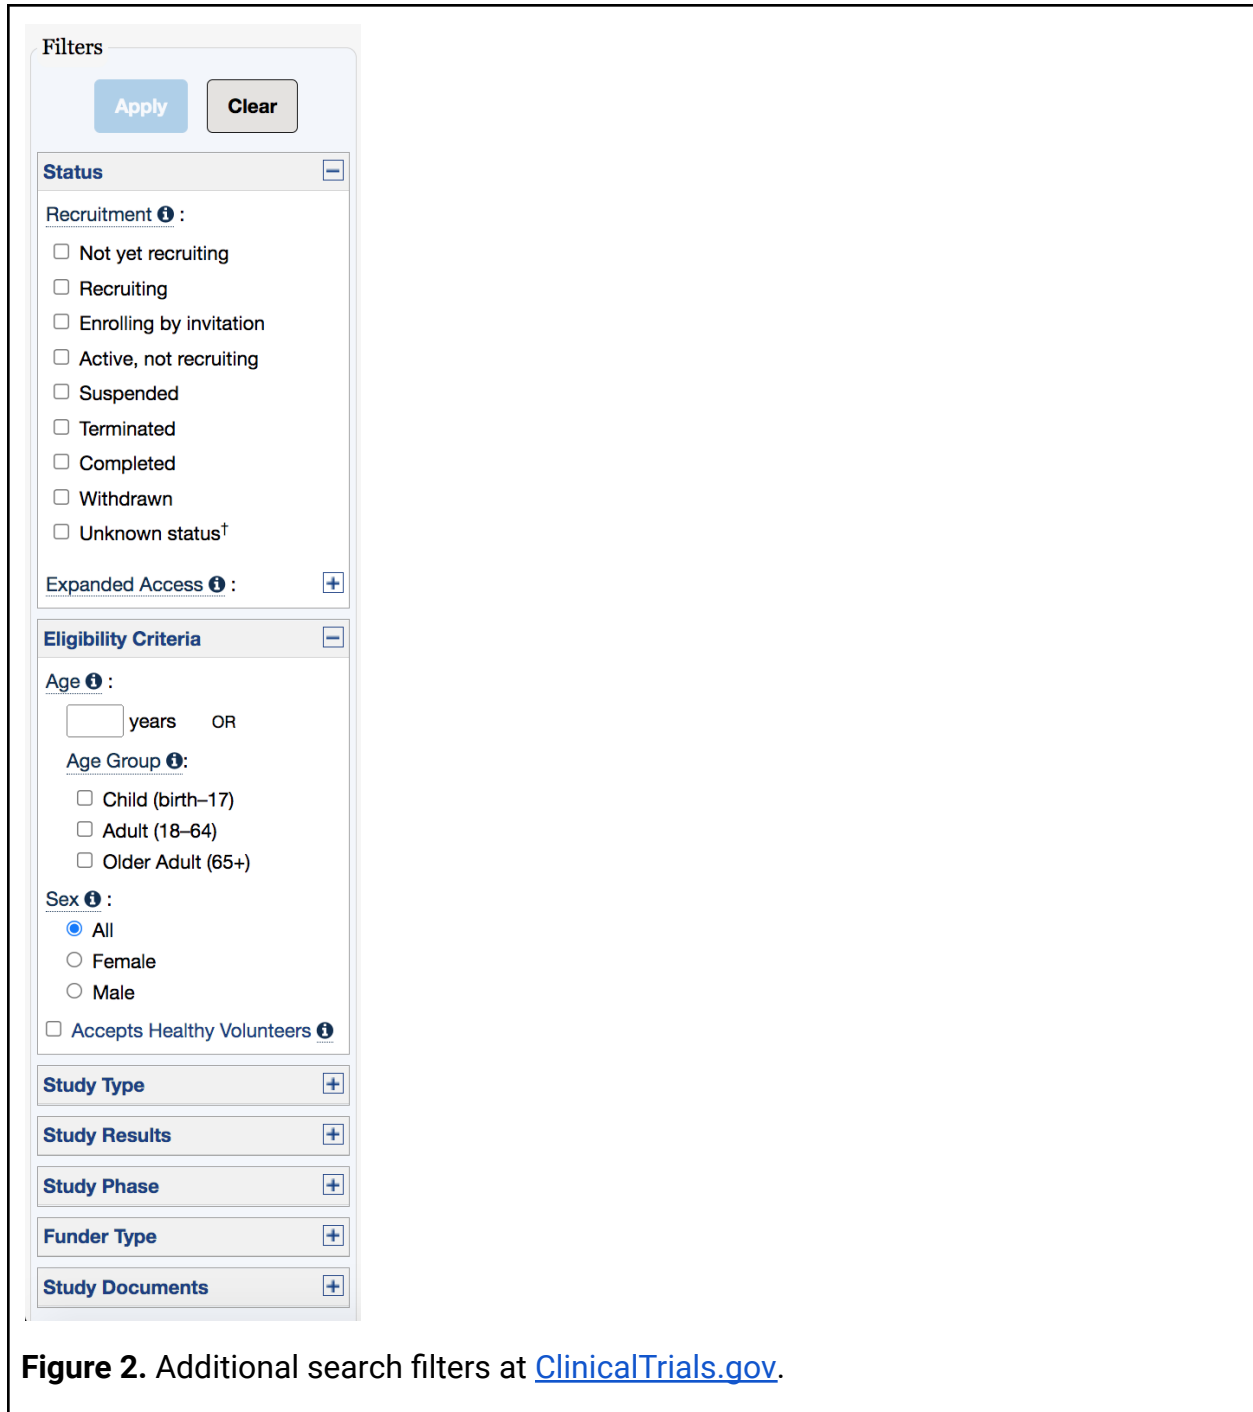 Filters
Apply Clear
Status
Recruitment :
Not yet recruiting
Recruiting
Enrolling by invitation
Active, not recruiting
Suspended
Terminated
Completed
Withdrawn
Unknown status†
Expanded Access :
Eligibility Criteria
Age :
years OR
Age Group :
Child (birth–17)
Adult (18–64)
Older Adult (65+)
Sex :
All
Female
Male
Accepts Healthy Volunteers
Study Type
Study Results
Study Phase
Funder Type
Study Documents
Figure 2. Additional search filters at ClinicalTrials.gov.